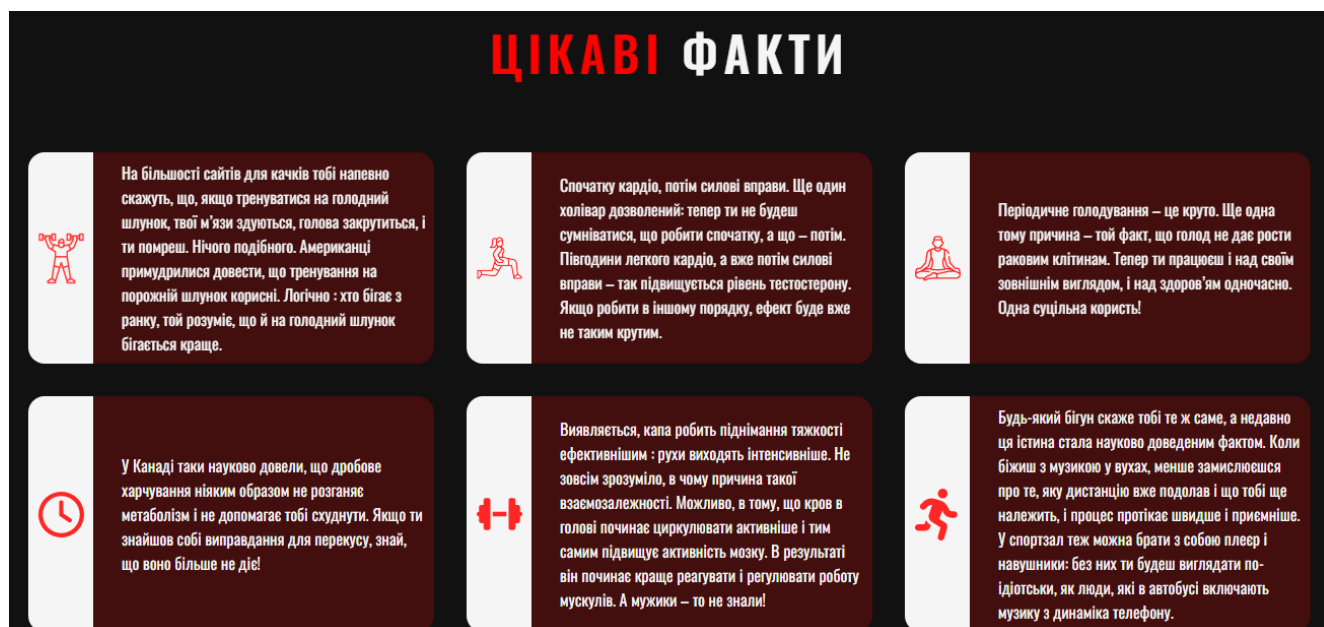 ЦІКАВІ ФАКТИ
На більшості сайтів для качків тобі напевно
скажуть, що, якщо тренуватися на голодний
шлунок, твої м’язи здуються, голова закрутиться, і
ти помреш. Нічого подібного. Американці
примудрилися довести, що тренування на
порожній шлунок корисні. Логічно : хто бігає з
ранку, той розуміє, що й на голодний шлунок
бігається краще.
Спочатку кардіо, потім силові вправи. Ще один
холівар дозволений: тепер ти не будеш
сумніватися, що робити спочатку, а що – потім.
Півгодини легкого кардіо, а вже потім силові
вправи – так підвищується рівень тестостерону.
Якщо робити в іншому порядку, ефект буде вже
не таким крутим.
Періодичне голодування – це круто. Ще одна
тому причина – той факт, що голод не дає рости
раковим клітинам. Тепер ти працюєш і над своїм
зовнішнім виглядом, і над здоров’ям одночасно.
Одна суцільна користь!
У Канаді таки науково довели, що дробове
харчування ніяким образом не розганяє
метаболізм і не допомагає тобі схуднути. Якщо ти
знайшов собі виправдання для перекусу, знай,
що воно більше не діє!
Виявляється, капа робить піднімання тяжкості
ефективнішим : рухи виходять інтенсивніше. Не
зовсім зрозуміло, в чому причина такої
взаємозалежності. Можливо, в тому, що кров в
голові починає циркулювати активніше і тим
самим підвищує активність мозку. В результаті
він починає краще реагувати і регулювати роботу
мускулів. А мужики – то не знали!
Будь-який бігун скаже тобі те ж саме, а недавно
ця істина стала науково доведеним фактом. Коли
біжиш з музикою у вухах, менше замислюєшся
про те, яку дистанцію вже подолав і що тобі ще
належить, і процес протікає швидше і приємніше.
У спортзал теж можна брати з собою плеєр і
навушники: без них ти будеш виглядати по-
ідіотськи, як люди, які в автобусі включають
музику з динаміка телефону.